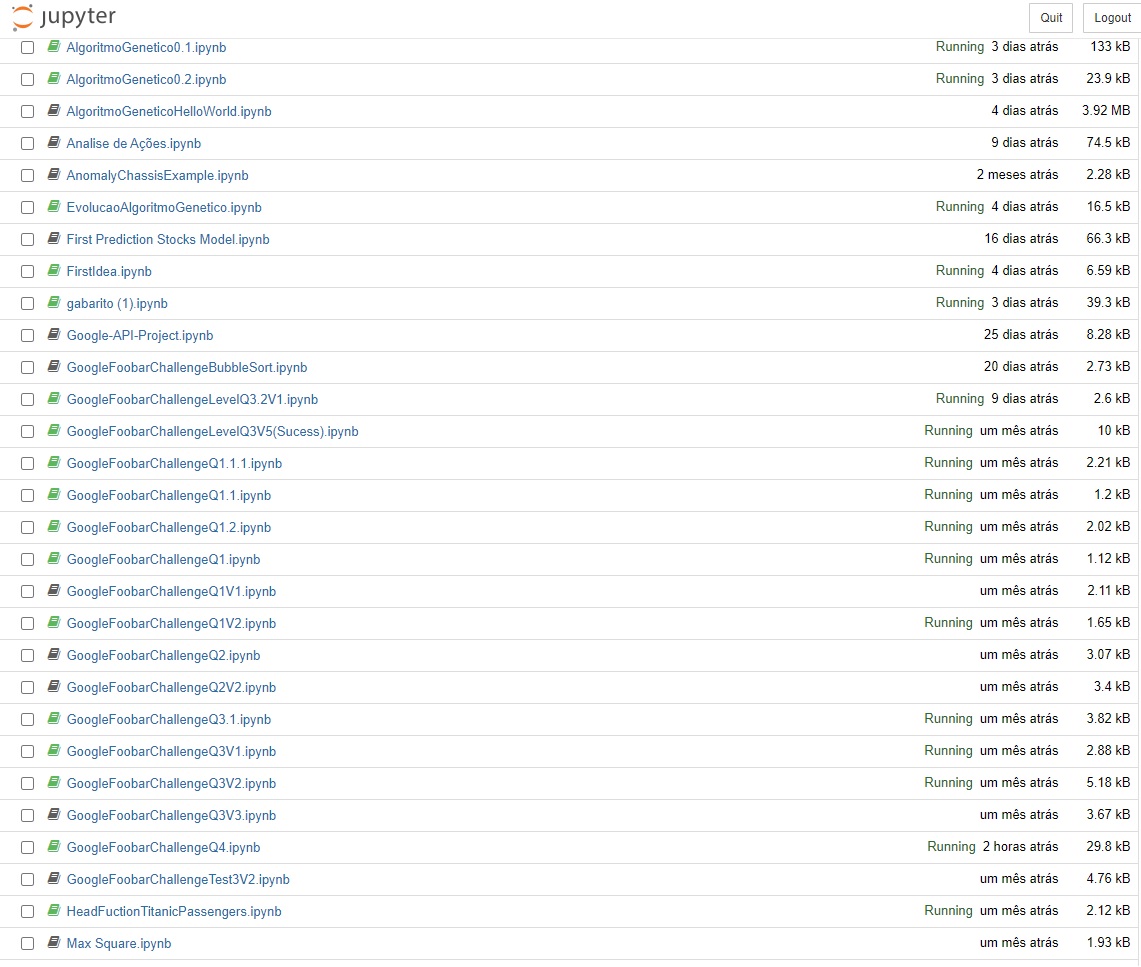 jupyter Quit Logout
AlgoritmoGenetico0.1.ipynb Running 3 dias atrás 133 kB
AlgoritmoGenetico0.2.ipynb Running 3 dias atrás 23.9 kB
AlgoritmoGeneticoHelloWorld.ipynb 4 dias atrás 3.92 MB
Analise de Ações.ipynb 9 dias atrás 74.5 kB
AnomalyChassisExample.ipynb 2 meses atrás 2.28 kB
EvolucaoAlgoritmoGenetico.ipynb Running 4 dias atrás 16.5 kB
First Prediction Stocks Model.ipynb 16 dias atrás 66.3 kB
FirstIdea.ipynb Running 4 dias atrás 6.59 kB
gabarito (1).ipynb Running 3 dias atrás 39.3 kB
Google-API-Project.ipynb 25 dias atrás 8.28 kB
GoogleFoobarChallengeBubbleSort.ipynb 20 dias atrás 2.73 kB
GoogleFoobarChallengeLevelQ3.2V1.ipynb Running 9 dias atrás 2.6 kB
GoogleFoobarChallengeLevelQ3V5(Sucess).ipynb Running um mês atrás 10 kB
GoogleFoobarChallengeQ1.1.1.ipynb Running um mês atrás 2.21 kB
GoogleFoobarChallengeQ1.1.ipynb Running um mês atrás 1.2 kB
GoogleFoobarChallengeQ1.2.ipynb Running um mês atrás 2.02 kB
GoogleFoobarChallengeQ1.ipynb Running um mês atrás 1.12 kB
GoogleFoobarChallengeQ1V1.ipynb um mês atrás 2.11 kB
GoogleFoobarChallengeQ1V2.ipynb Running um mês atrás 1.65 kB
GoogleFoobarChallengeQ2.ipynb um mês atrás 3.07 kB
GoogleFoobarChallengeQ2V2.ipynb um mês atrás 3.4 kB
GoogleFoobarChallengeQ3.1.ipynb Running um mês atrás 3.82 kB
GoogleFoobarChallengeQ3V1.ipynb Running um mês atrás 2.88 kB
GoogleFoobarChallengeQ3V2.ipynb Running um mês atrás 5.18 kB
GoogleFoobarChallengeQ3V3.ipynb um mês atrás 3.67 kB
GoogleFoobarChallengeQ4.ipynb Running 2 horas atrás 29.8 kB
GoogleFoobarChallengeTest3V2.ipynb um mês atrás 4.76 kB
HeadFuctionTitanicPassengers.ipynb Running um mês atrás 2.12 kB
Max Square.ipynb um mês atrás 1.93 kB